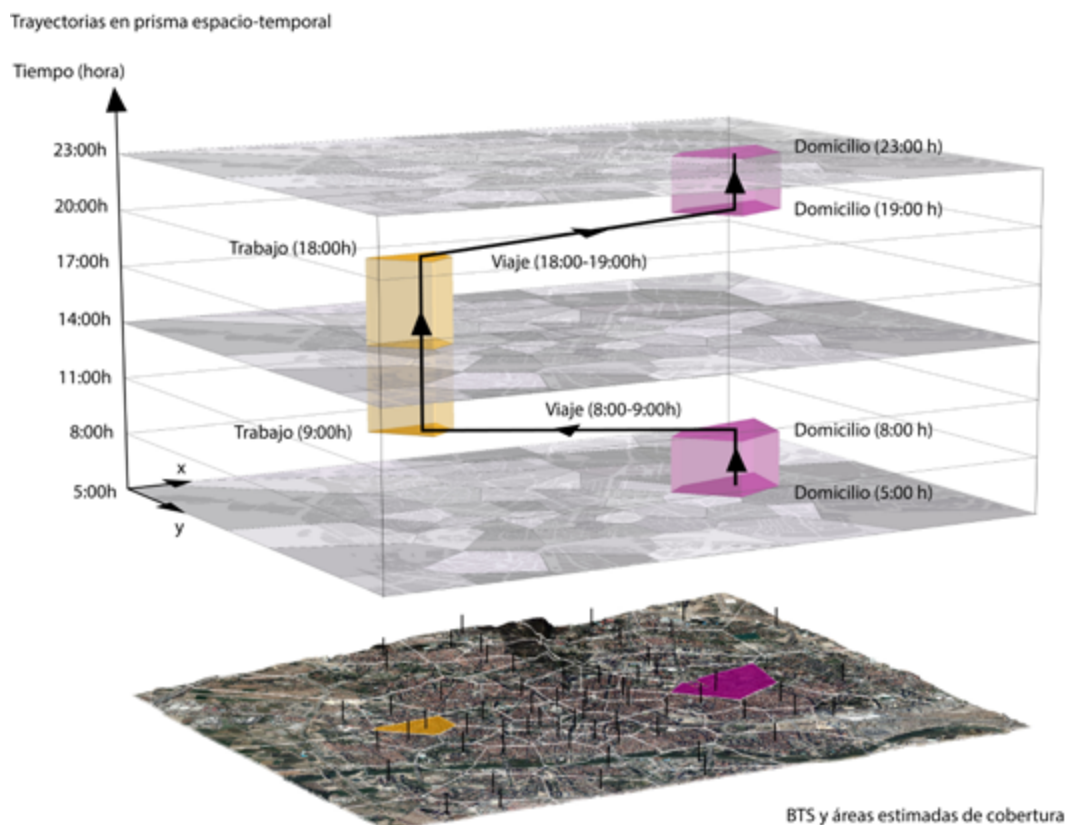 Trayectorias en prisma espacio-temporal
Tiempo (hora)
23:00h
Domicilio (23:00 h)
20:00h
Domicilio (19:00 h)
Trabajo (18:00h)
17:00h
Viaje (18:00-19:00h)
14:00h
11:00h
Viaje (8:00-9:00h)
8:00h
Trabajo (9:00h)
Domicilio (8:00 h)
x
5:00h
Domicilio (5:00 h)
y
BTS y áreas estimadas de cobertura